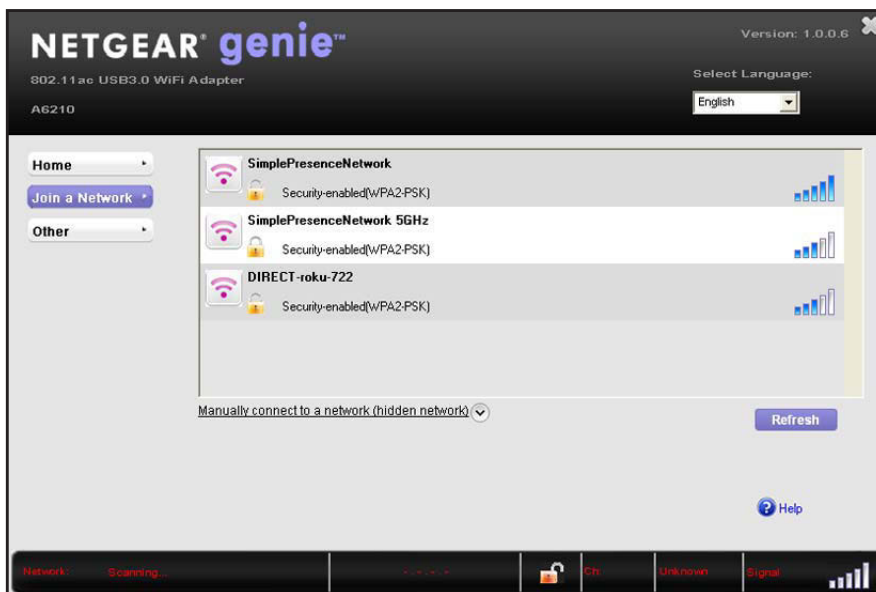 NETGEAR® genie™
Version: 1.0.0.6
802.11ac USB3.0 WiFi Adapter
Select Language:
A6210
English
Home
Join a Network
Other
SimplePresenceNetwork
Security-enabled(WPA2-PSK)
SimplePresenceNetwork 5GHz
Security-enabled(WPA2-PSK)
DIRECT-roku-722
Security-enabled(WPA2-PSK)
Manually connect to a network (hidden network)
Refresh
Help
Network: Scanning... - . - . - . - Ch: Unknown Signal